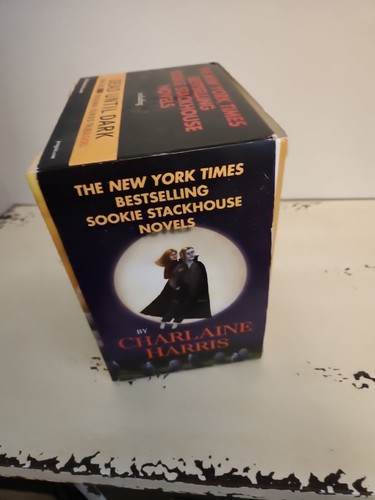 DEAD UNTIL DARK
THE NEW YORK TIMES
BESTSELLING
SOOKIE STACKHOUSE
NOVELS
THE NEW YORK TIMES
BESTSELLING
SOOKIE STACKHOUSE
NOVELS
BY
CHARLAINE
HARRIS